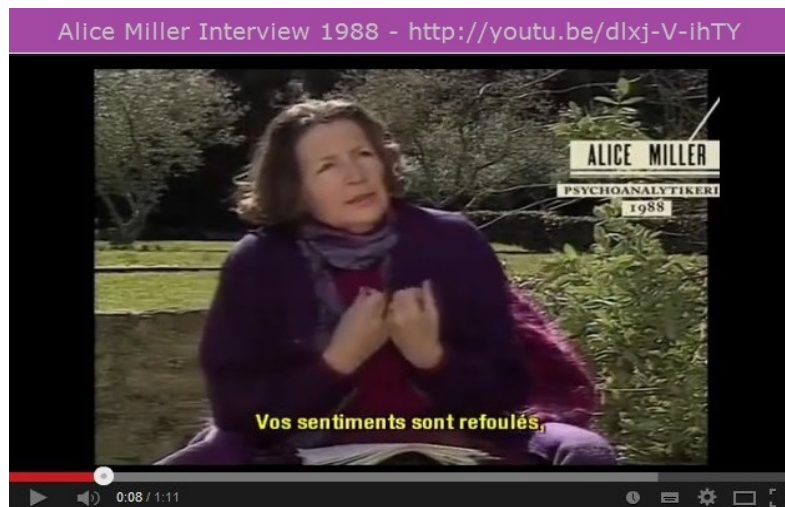 Alice Miller Interview 1988 - http://youtu.be/dlxj-V-ihTY
ALICE MILLER
PSYCHOANALYTIKERI
1988
Vos sentiments sont refoulés,
0:08 / 1:11